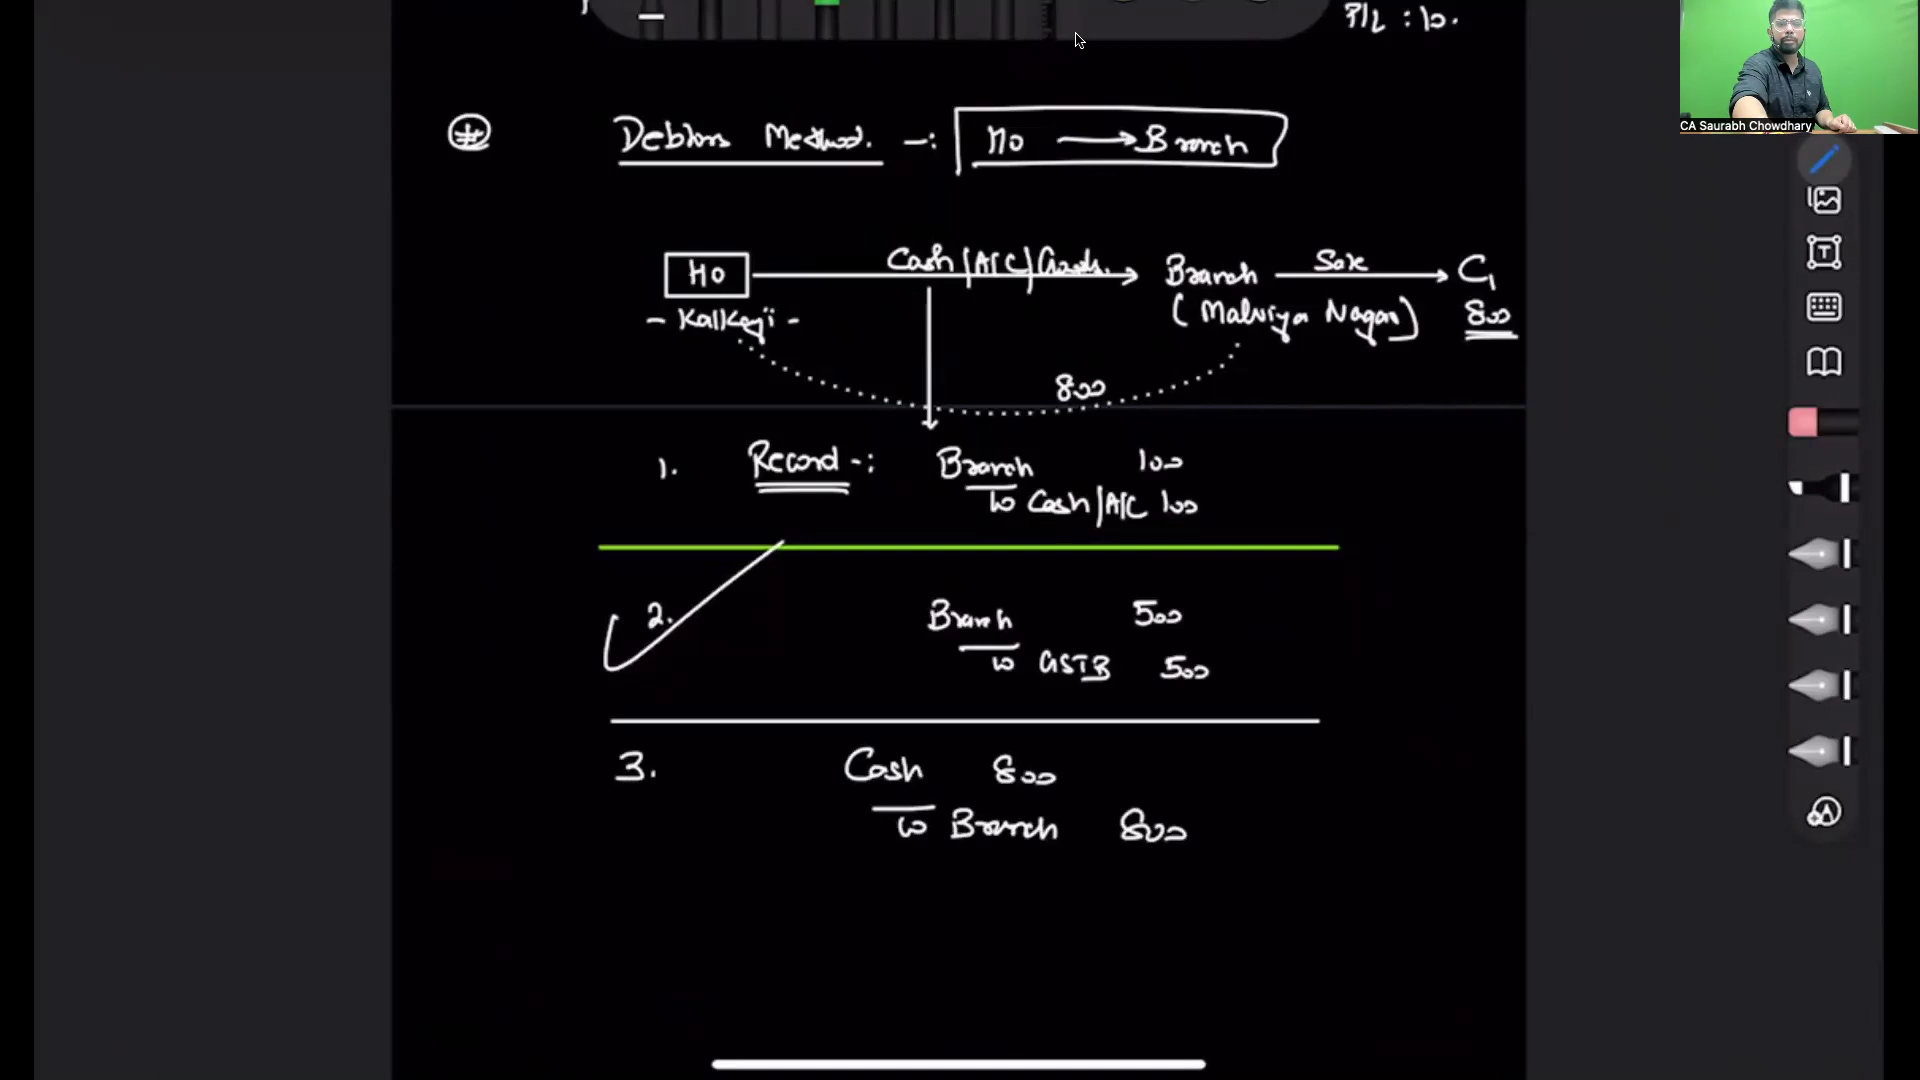 P/L : 10.
CA Saurabh Chowdhary
# Debtors Method. -: HO → Branch
HO Cash/A/C/Goods. Branch Sale C1
- Kalkaji - (Malviya Nagar) 800
800
1. Record -: Branch 100
to Cash/A/C 100
2. Branch 500
to GSTB 500
3. Cash 800
to Branch 800